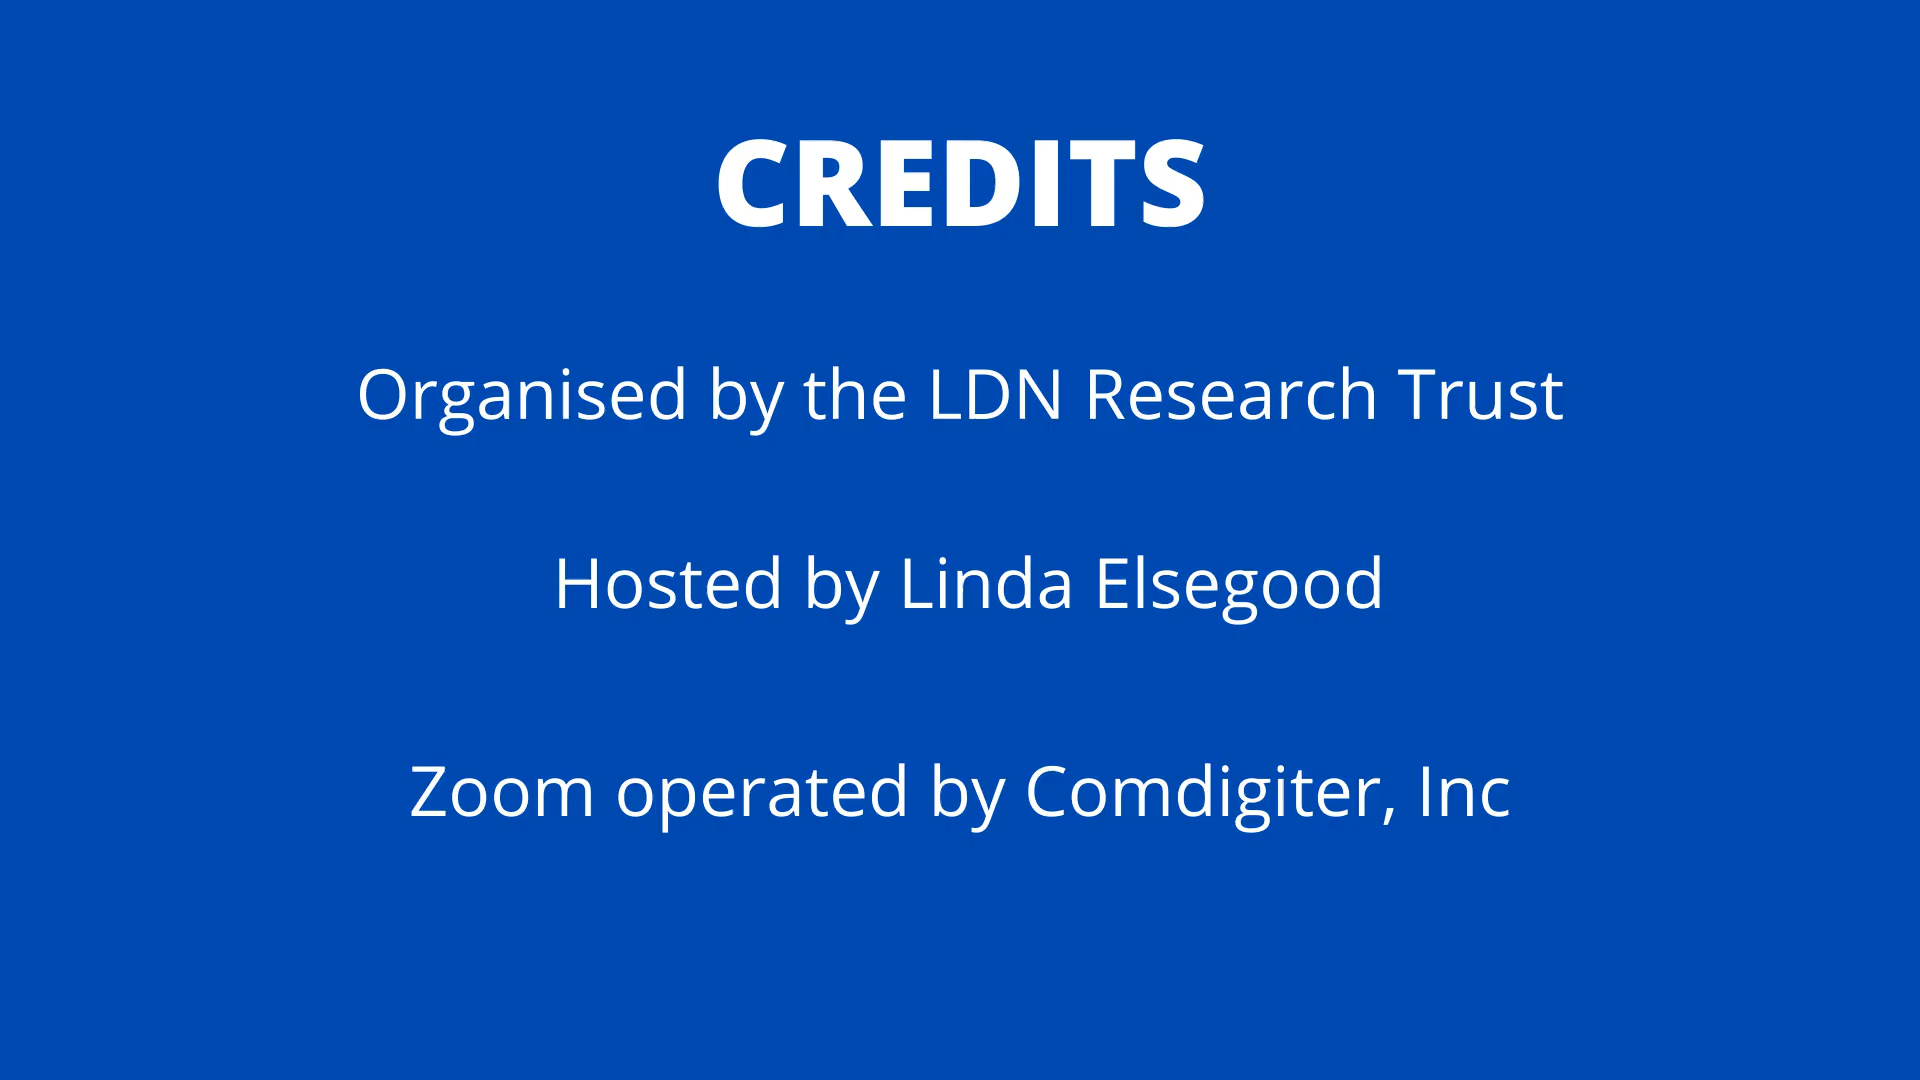 CREDITS
Organised by the LDN Research Trust
Hosted by Linda Elsegood
Zoom operated by Comdigiter, Inc